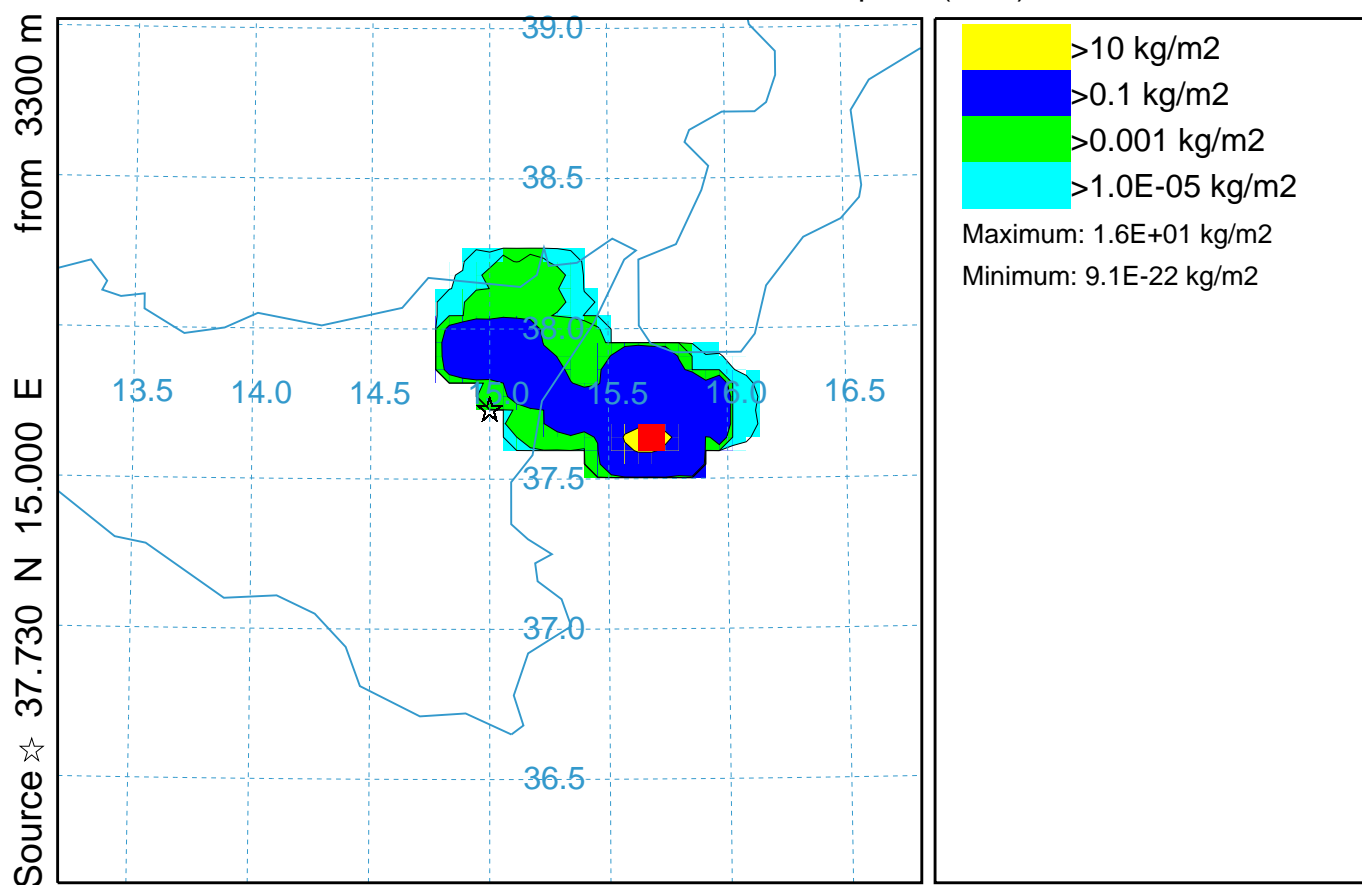 Source ☆ 37.730 N 15.000 E from 3300 m
39.0
38.5
38.0
13.5 14.0 14.5 15.0 15.5 16.0 16.5
37.5
37.0
36.5
>10 kg/m2
>0.1 kg/m2
>0.001 kg/m2
>1.0E-05 kg/m2
Maximum: 1.6E+01 kg/m2
Minimum: 9.1E-22 kg/m2